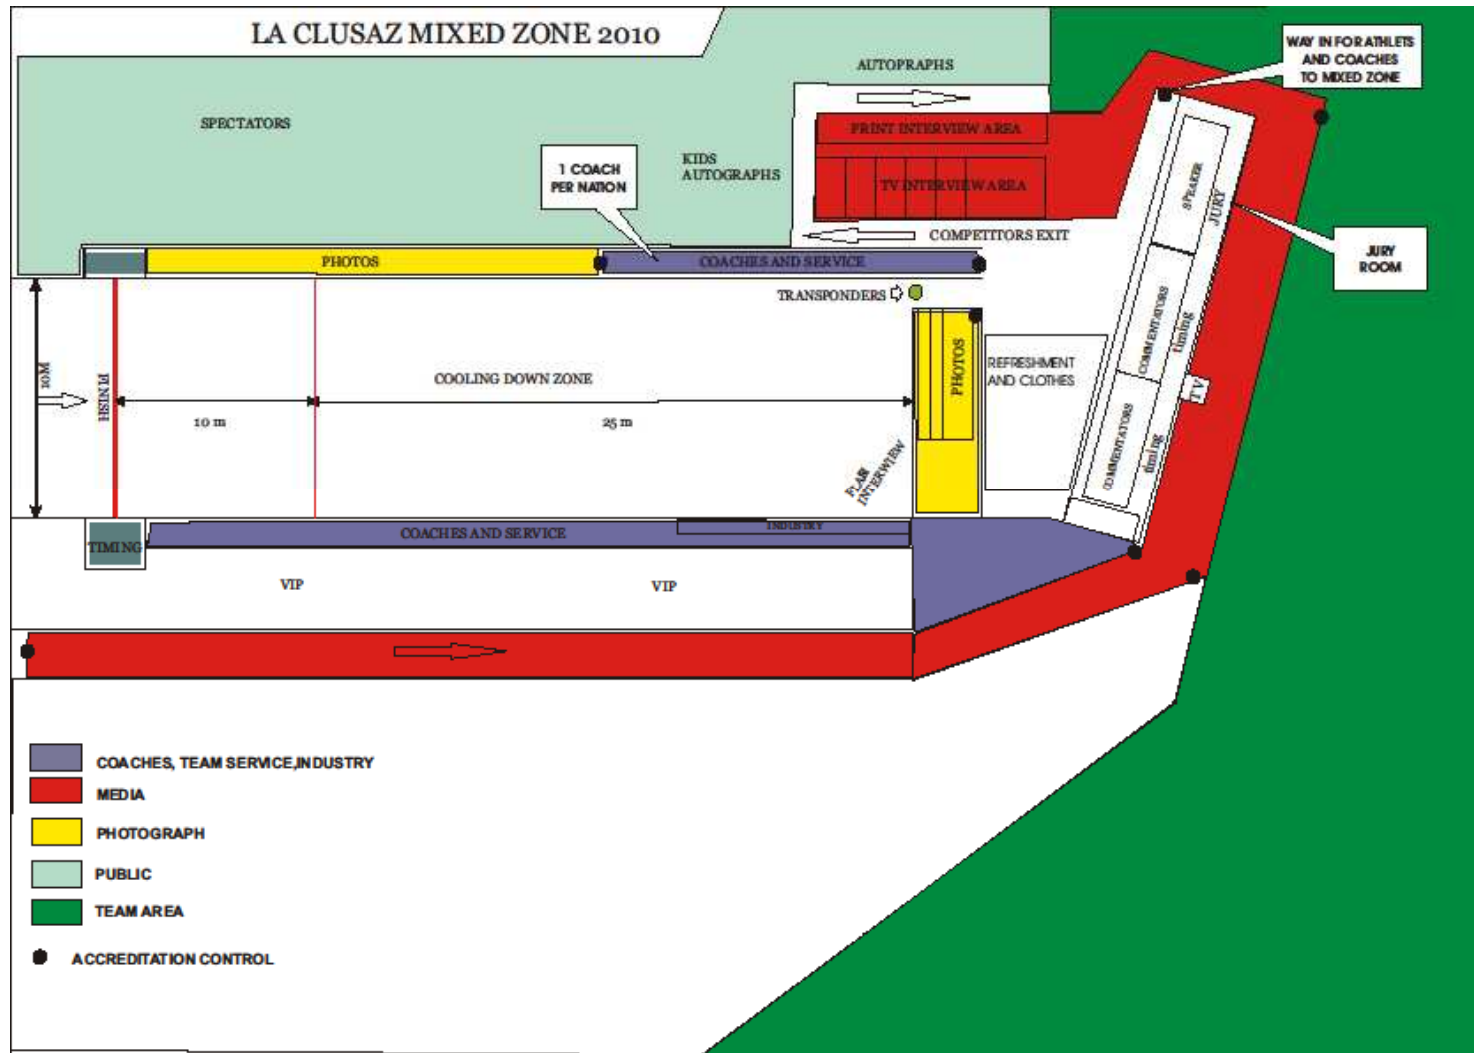 LA CLUSAZ MIXED ZONE 2010
WAY IN FOR ATHLETS
AND COACHES
TO MIXED ZONE
AUTOPRAPHS
SPECTATORS
PRINT INTERVIEW AREA
KIDS
AUTOGRAPHS
1 COACH
PER NATION
TV INTERVIEW AREA
SPEAKER
JURY
COMPETITORS EXIT
JURY
ROOM
PHOTOS
COACHES AND SERVICE
TRANSPONDERS
COMMENTATORS
timing
10M
FINISH
COOLING DOWN ZONE
PHOTOS
REFRESHMENT
AND CLOTHES
TV
10 m
25 m
COMMENTATORS
timing
FLASH
INTERWIEW
TIMING
COACHES AND SERVICE
INDUSTRY
VIP
VIP
COACHES, TEAM SERVICE,INDUSTRY
MEDIA
PHOTOGRAPH
PUBLIC
TEAM AREA
ACCREDITATION CONTROL